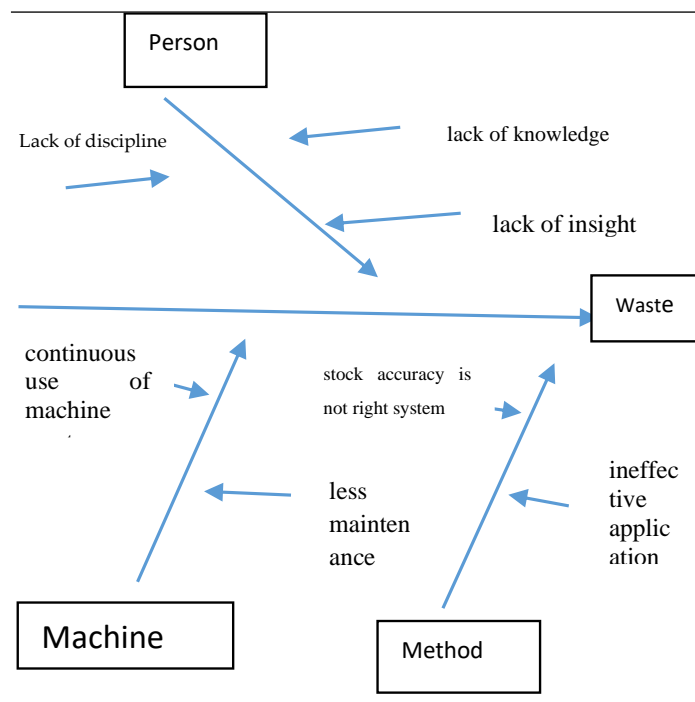 Person
Lack of discipline
lack of knowledge
lack of insight
Waste
continuous
use of
machine
stock accuracy is
not right system
less
mainten
ance
ineffec
tive
applic
ation
Machine
Method